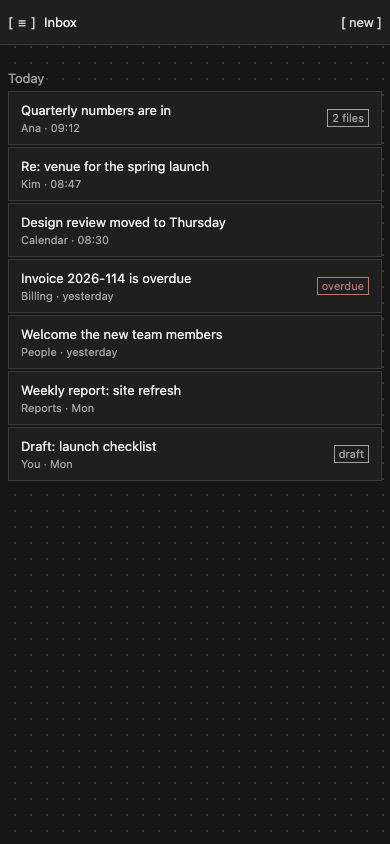 [ ≡ ] Inbox [ new ]
Today
Quarterly numbers are in
Ana · 09:12
2 files
Re: venue for the spring launch
Kim · 08:47
Design review moved to Thursday
Calendar · 08:30
Invoice 2026-114 is overdue
Billing · yesterday
overdue
Welcome the new team members
People · yesterday
Weekly report: site refresh
Reports · Mon
Draft: launch checklist
You · Mon
draft